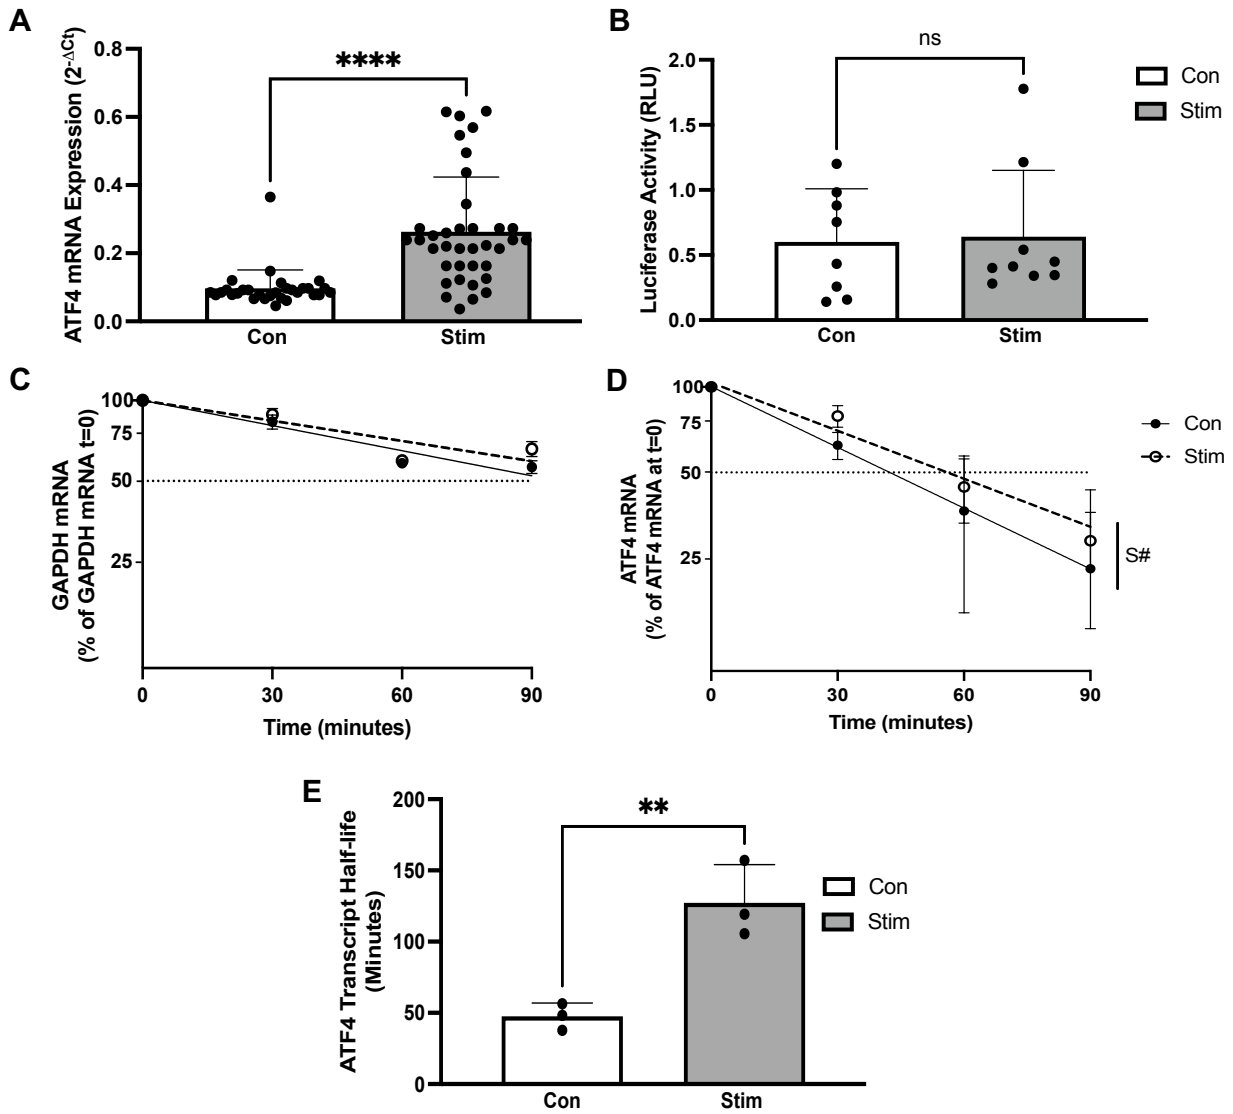 A
ATF4 mRNA Expression (2-ΔCt)
0.8
0.6
0.4
0.2
0.0
****
Con
Stim
B
Luciferase Activity (RLU)
2.0
1.5
1.0
0.5
0.0
ns
Con
Stim
Con
Stim
C
GAPDH mRNA
(% of GAPDH mRNA t=0)
100
75
50
25
0
30
60
90
Time (minutes)
D
ATF4 mRNA
(% of ATF4 mRNA at t=0)
100
75
50
25
0
30
60
90
Time (minutes)
S#
Con
Stim
E
ATF4 Transcript Half-life
(Minutes)
200
150
100
50
0
**
Con
Stim
Con
Stim